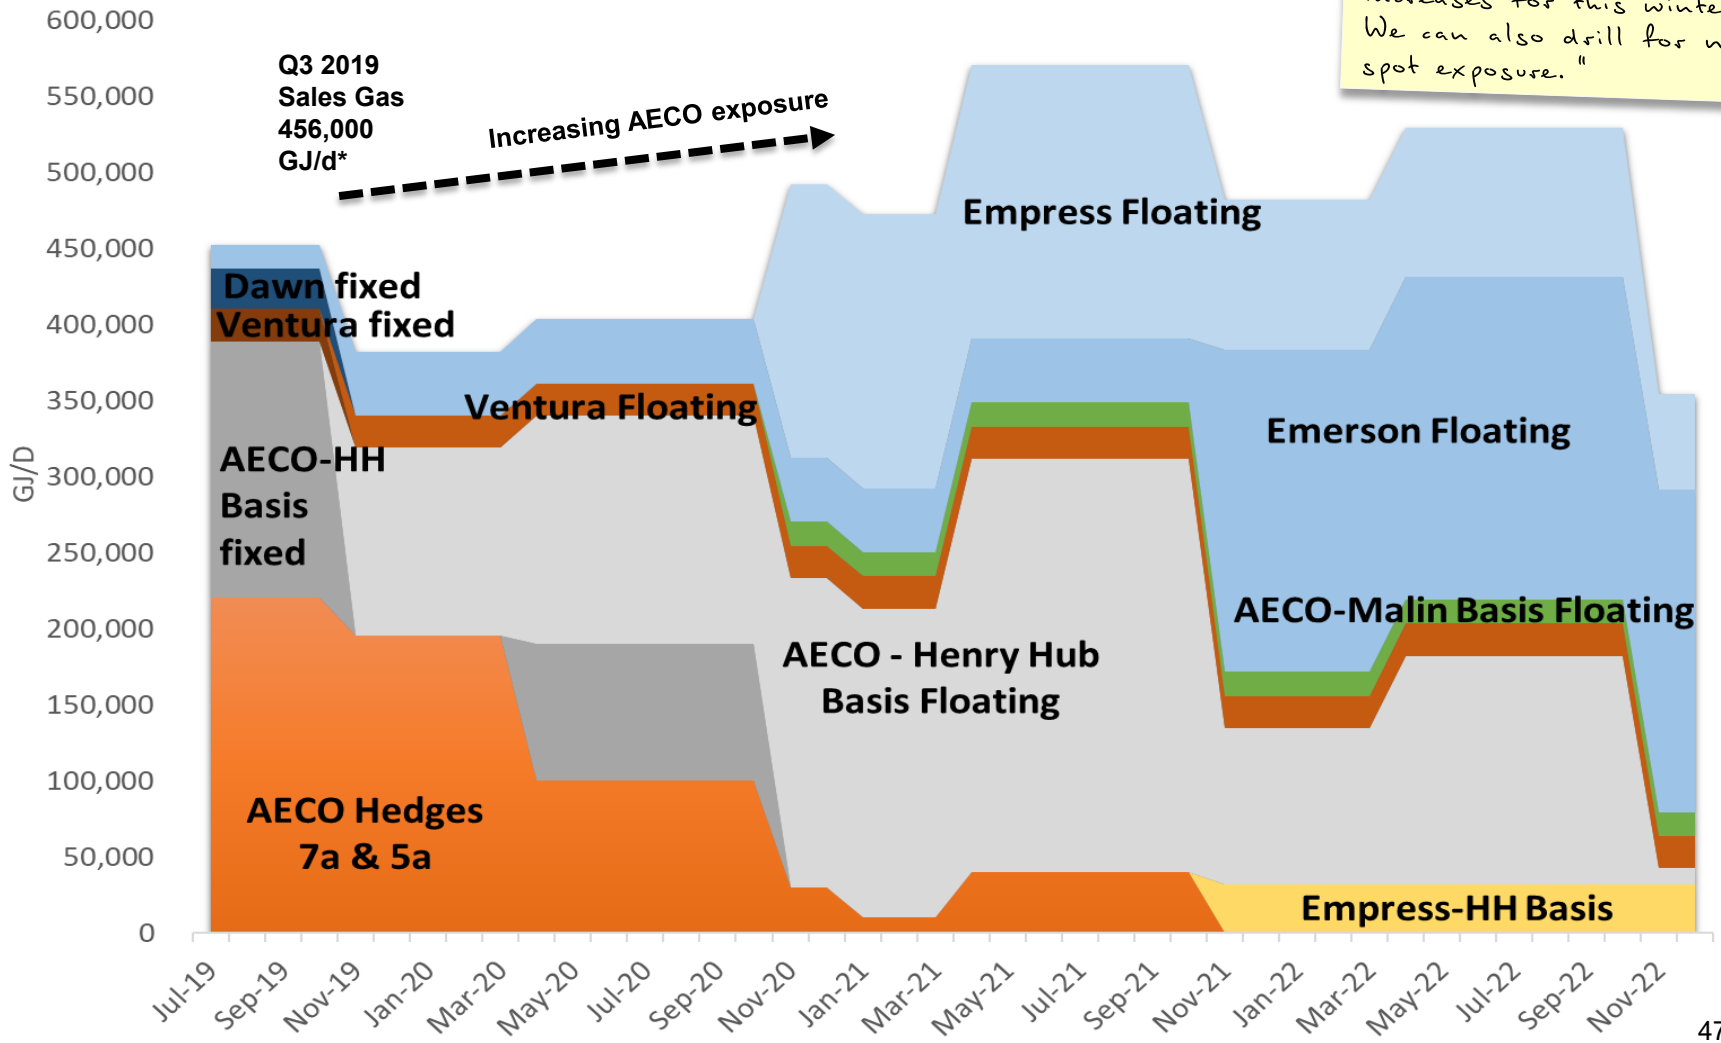 increases for this winte
We can also drill for
spot exposure."
600,000
550,000
500,000
450,000
400,000
350,000
300,000
250,000
200,000
150,000
100,000
50,000
0
GJ/D
Q3 2019
Sales Gas
456,000
GJ/d*
Increasing AECO exposure
Empress Floating
Dawn fixed
Ventura fixed
Ventura Floating
Emerson Floating
AECO-HH
Basis
fixed
AECO-Malin Basis Floating
AECO - Henry Hub
Basis Floating
AECO Hedges
7a & 5a
Empress-HH Basis
Jul-19
Sep-19
Nov-19
Jan-20
Mar-20
May-20
Jul-20
Sep-20
Nov-20
Jan-21
Mar-21
May-21
Jul-21
Sep-21
Nov-21
Jan-22
Mar-22
May-22
Jul-22
Sep-22
Nov-22
47